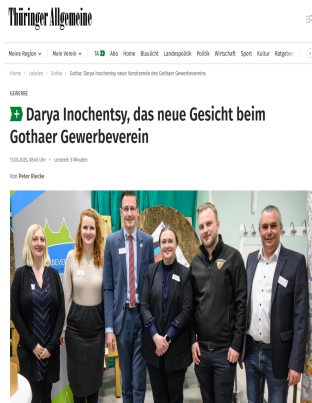 Thüringer Allgemeine
Meine Region Mein Verein TA+ Abo Home Blaulicht Landespolitik Politik Wirtschaft Sport Kultur Ratgeber
Home Lokales Gotha Gotha: Darya Inochentsy neue Vorsitzende des Gothaer Gewerbevereins
GEWERBE
+ Darya Inochentsy, das neue Gesicht beim
Gothaer Gewerbeverein
Lesezeit: 5 Minuten
Von Peter Riecke